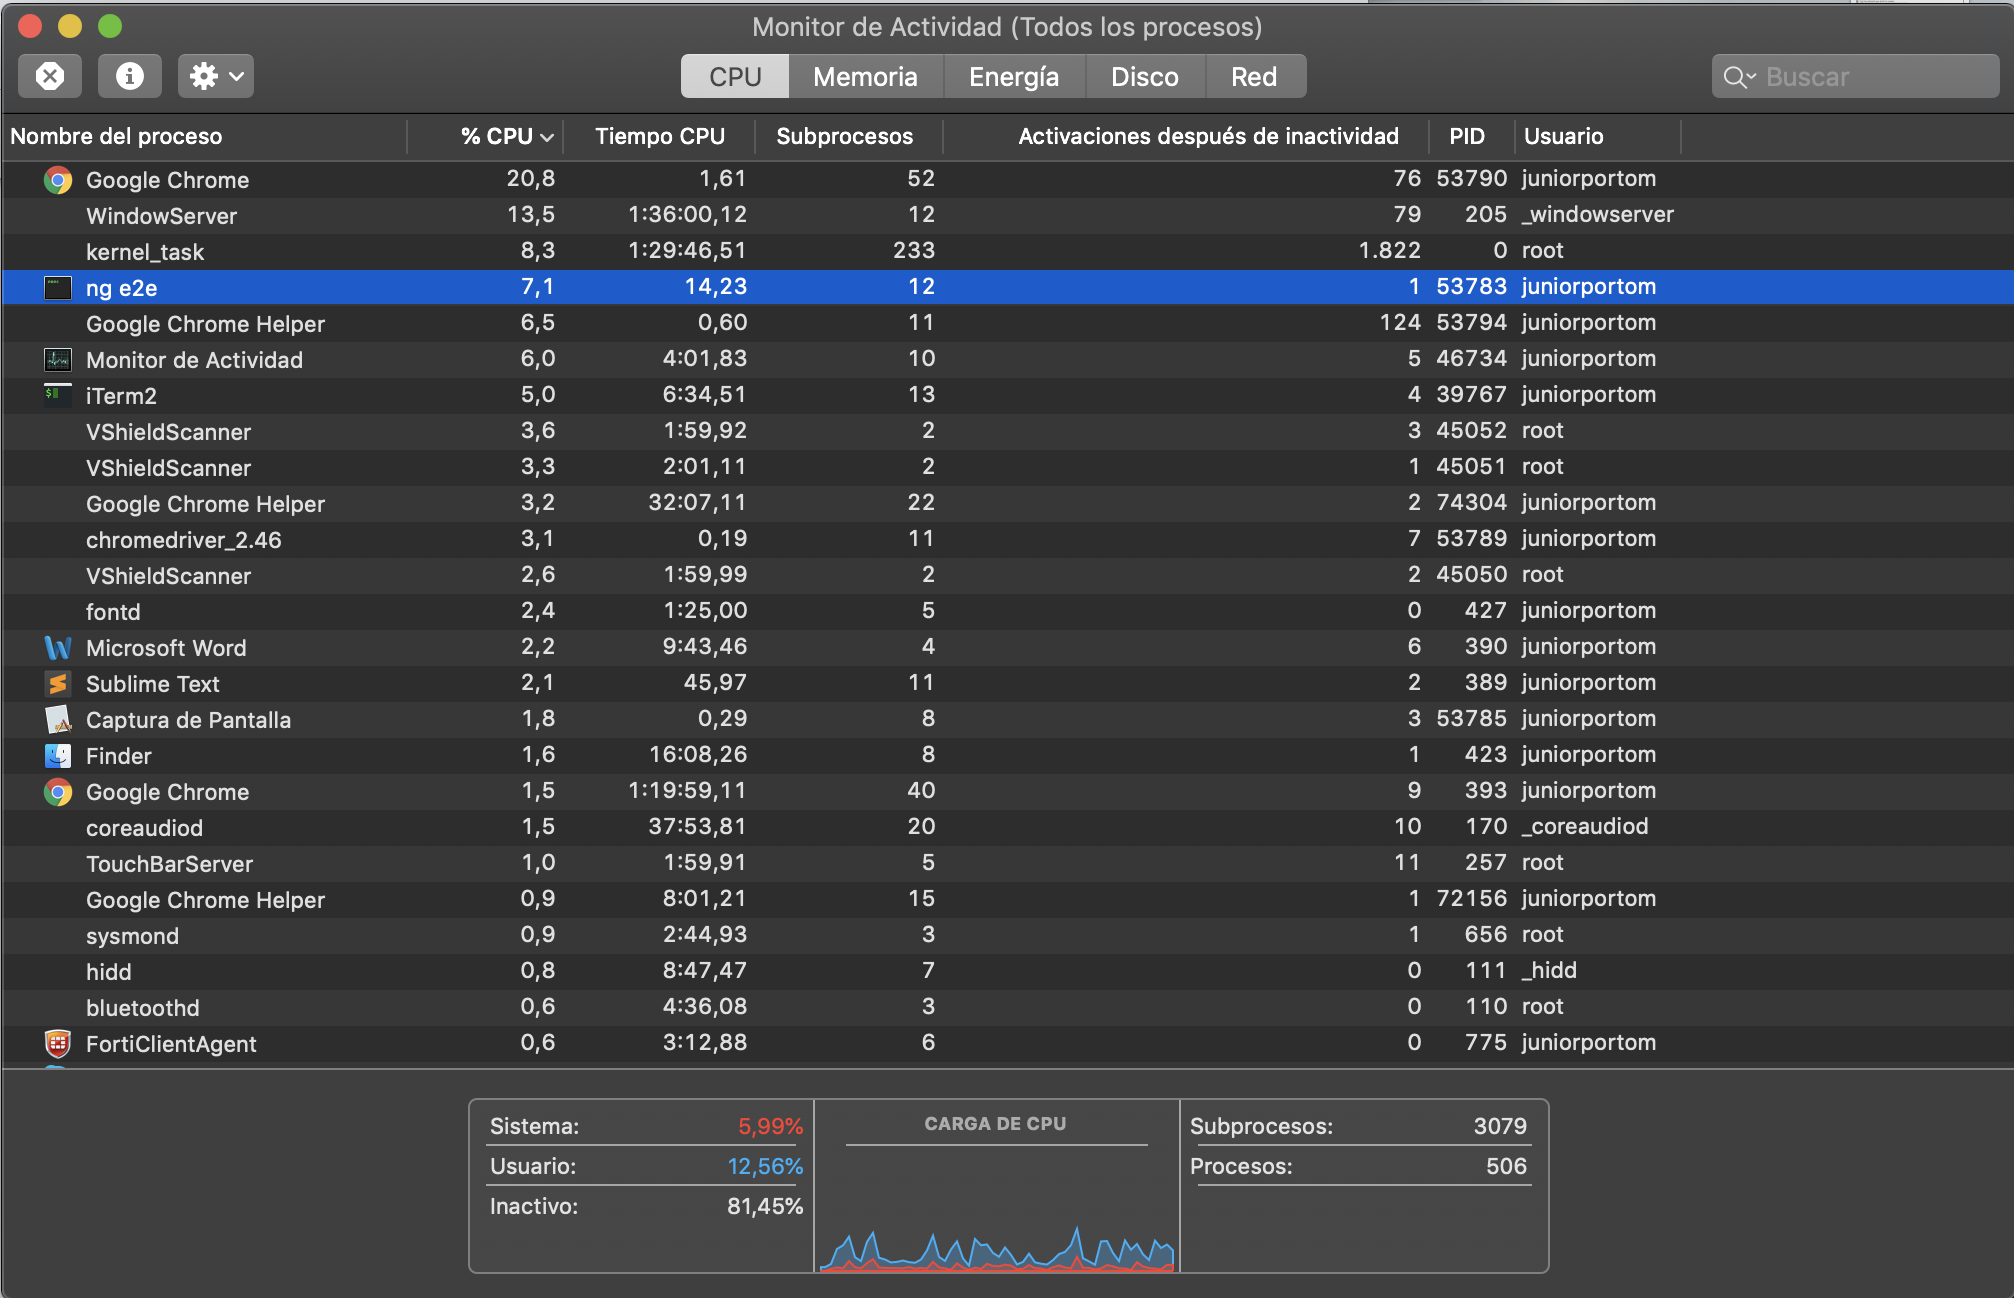 Monitor de Actividad (Todos los procesos)
CPU Memoria Energía Disco Red Buscar
Nombre del proceso % CPU Tiempo CPU Subprocesos Activaciones después de inactividad PID Usuario
Google Chrome 20,8 1,61 52 76 53790 juniorportom
WindowServer 13,5 1:36:00,12 12 79 205 _windowserver
kernel_task 8,3 1:29:46,51 233 1.822 0 root
ng e2e 7,1 14,23 12 1 53783 juniorportom
Google Chrome Helper 6,5 0,60 11 124 53794 juniorportom
Monitor de Actividad 6,0 4:01,83 10 5 46734 juniorportom
iTerm2 5,0 6:34,51 13 4 39767 juniorportom
VShieldScanner 3,6 1:59,92 2 3 45052 root
VShieldScanner 3,3 2:01,11 2 1 45051 root
Google Chrome Helper 3,2 32:07,11 22 2 74304 juniorportom
chromedriver_2.46 3,1 0,19 11 7 53789 juniorportom
VShieldScanner 2,6 1:59,99 2 2 45050 root
fontd 2,4 1:25,00 5 0 427 juniorportom
Microsoft Word 2,2 9:43,46 4 6 390 juniorportom
Sublime Text 2,1 45,97 11 2 389 juniorportom
Captura de Pantalla 1,8 0,29 8 3 53785 juniorportom
Finder 1,6 16:08,26 8 1 423 juniorportom
Google Chrome 1,5 1:19:59,11 40 9 393 juniorportom
coreaudiod 1,5 37:53,81 20 10 170 _coreaudiod
TouchBarServer 1,0 1:59,91 5 11 257 root
Google Chrome Helper 0,9 8:01,21 15 1 72156 juniorportom
sysmond 0,9 2:44,93 3 1 656 root
hidd 0,8 8:47,47 7 0 111 _hidd
bluetoothd 0,6 4:36,08 3 0 110 root
FortiClientAgent 0,6 3:12,88 6 0 775 juniorportom
Sistema: 5,99% CARGA DE CPU Subprocesos: 3079
Usuario: 12,56% Procesos: 506
Inactivo: 81,45%